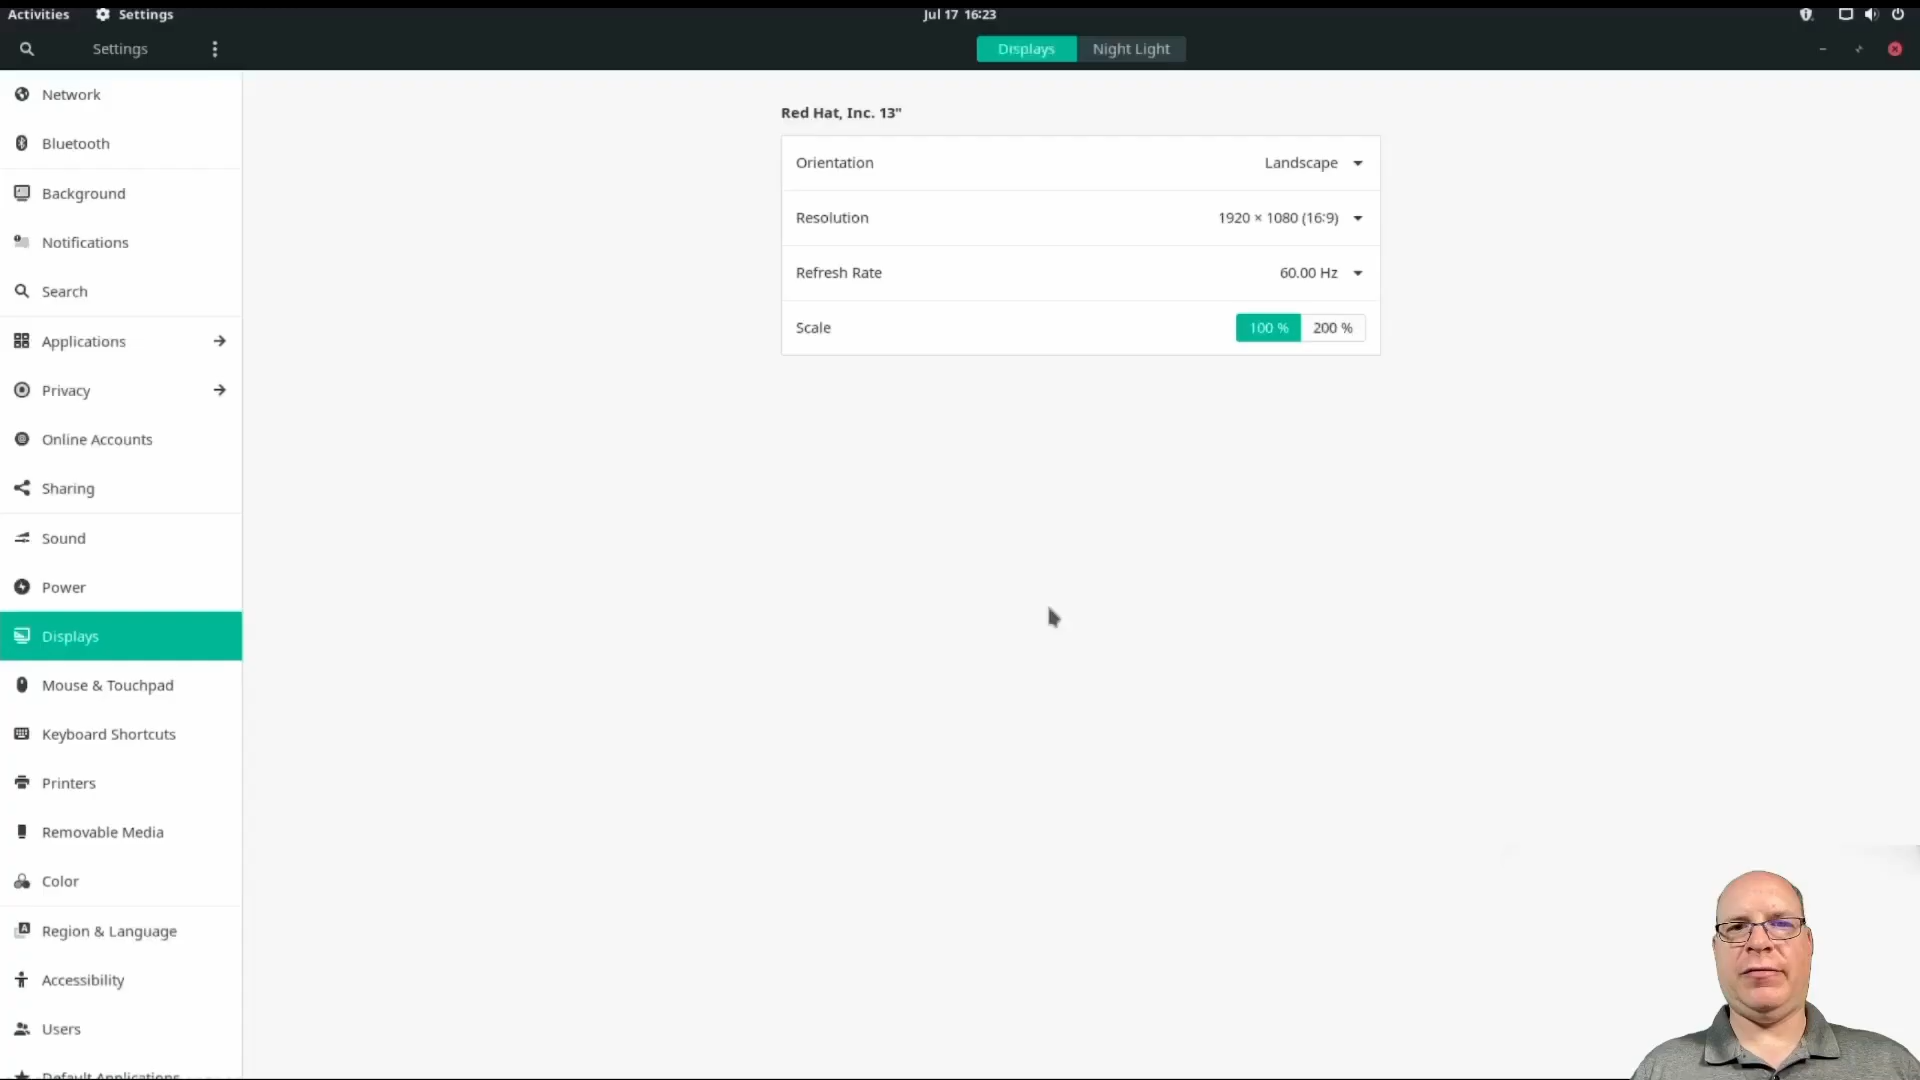 Activities Settings Jul 17 16:23
Settings Displays Night Light
Network
Bluetooth
Background
Notifications
Search
Applications
Privacy
Online Accounts
Sharing
Sound
Power
Displays
Mouse & Touchpad
Keyboard Shortcuts
Printers
Removable Media
Color
Region & Language
Accessibility
Users
Default Applications
Red Hat, Inc. 13"
Orientation Landscape
Resolution 1920 × 1080 (16:9)
Refresh Rate 60.00 Hz
Scale 100 % 200 %